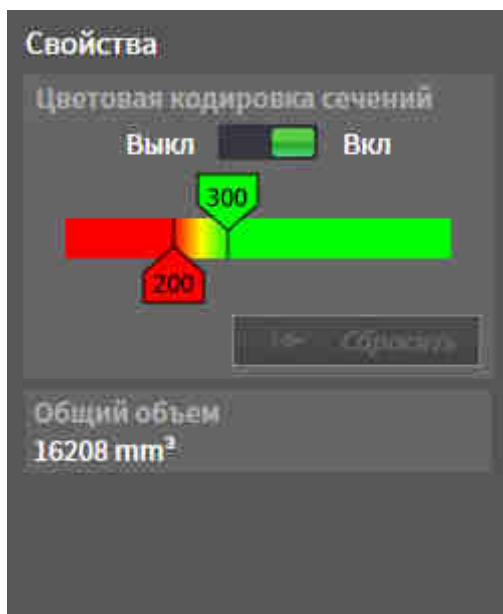 Свойства
Цветовая кодировка сечений
Выкл Вкл
300
200
Сбросить
Общий объем
16208 mm³